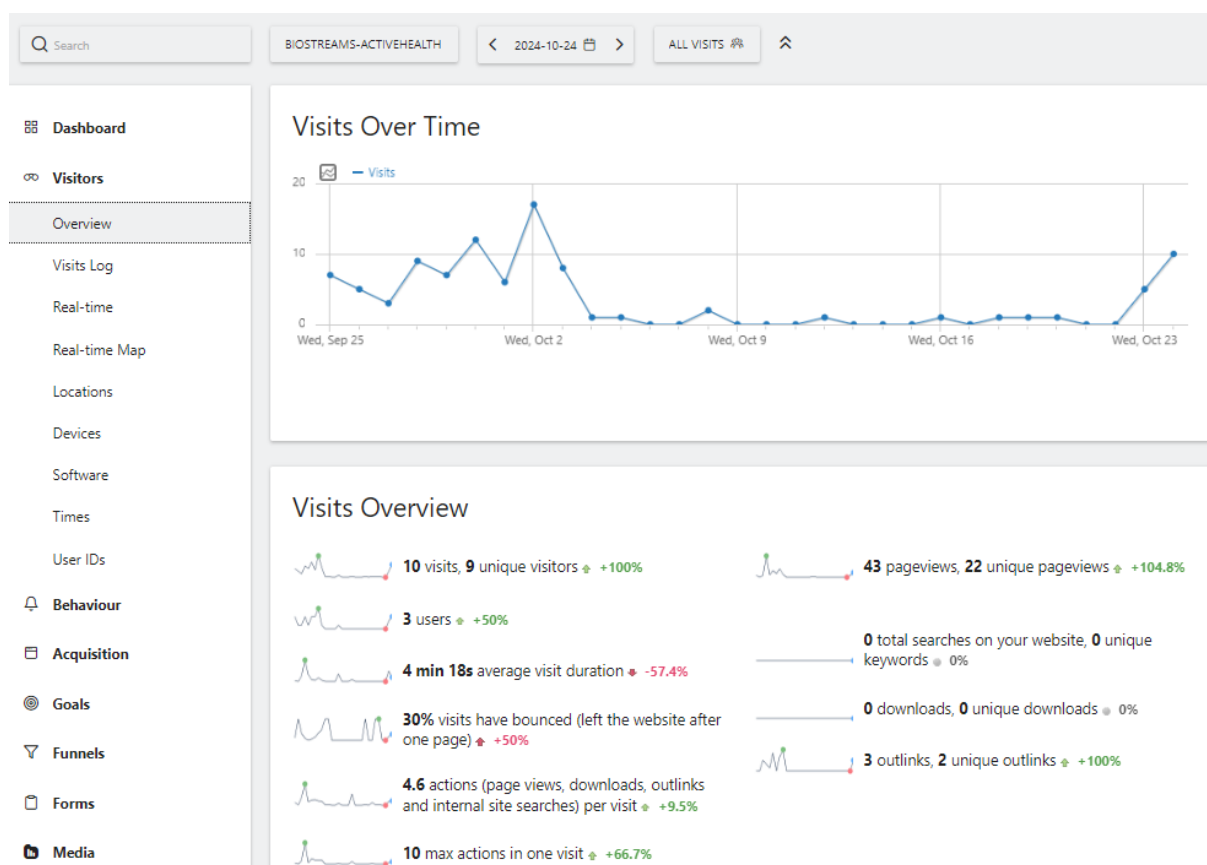 Search
BIOSTREAMS-ACTIVEHEALTH
2024-10-24
ALL VISITS
Dashboard
Visitors
Overview
Visits Log
Real-time
Real-time Map
Locations
Devices
Software
Times
User IDs
Behaviour
Acquisition
Goals
Funnels
Forms
Media
Visits Over Time
Visits
20
10
0
Wed, Sep 25
Wed, Oct 2
Wed, Oct 9
Wed, Oct 16
Wed, Oct 23
Visits Overview
10 visits, 9 unique visitors +100%
3 users +50%
4 min 18s average visit duration -57.4%
30% visits have bounced (left the website after
one page) +50%
4.6 actions (page views, downloads, outlinks
and internal site searches) per visit +9.5%
10 max actions in one visit +66.7%
43 pageviews, 22 unique pageviews +104.8%
0 total searches on your website, 0 unique
keywords 0%
0 downloads, 0 unique downloads 0%
3 outlinks, 2 unique outlinks +100%